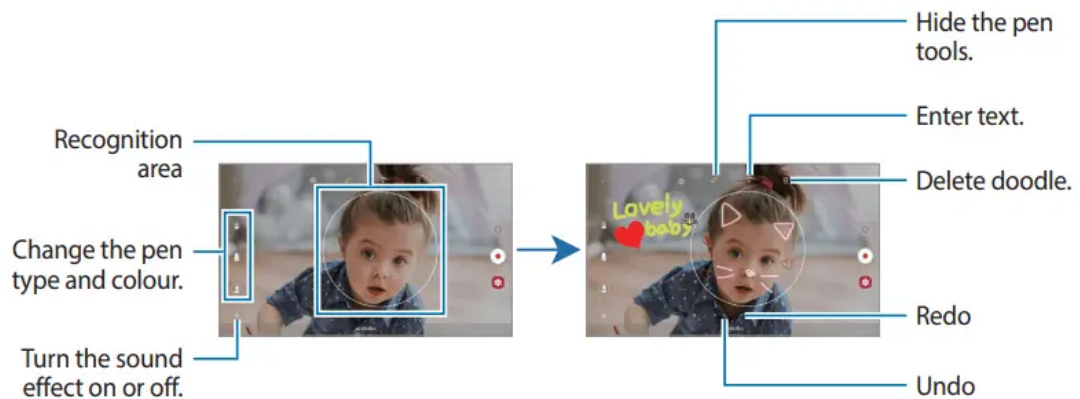 Hide the pen
tools.
Enter text.
Recognition
area
Delete doodle.
Lovely
baby
Change the pen
type and colour.
Redo
Turn the sound
effect on or off.
Undo